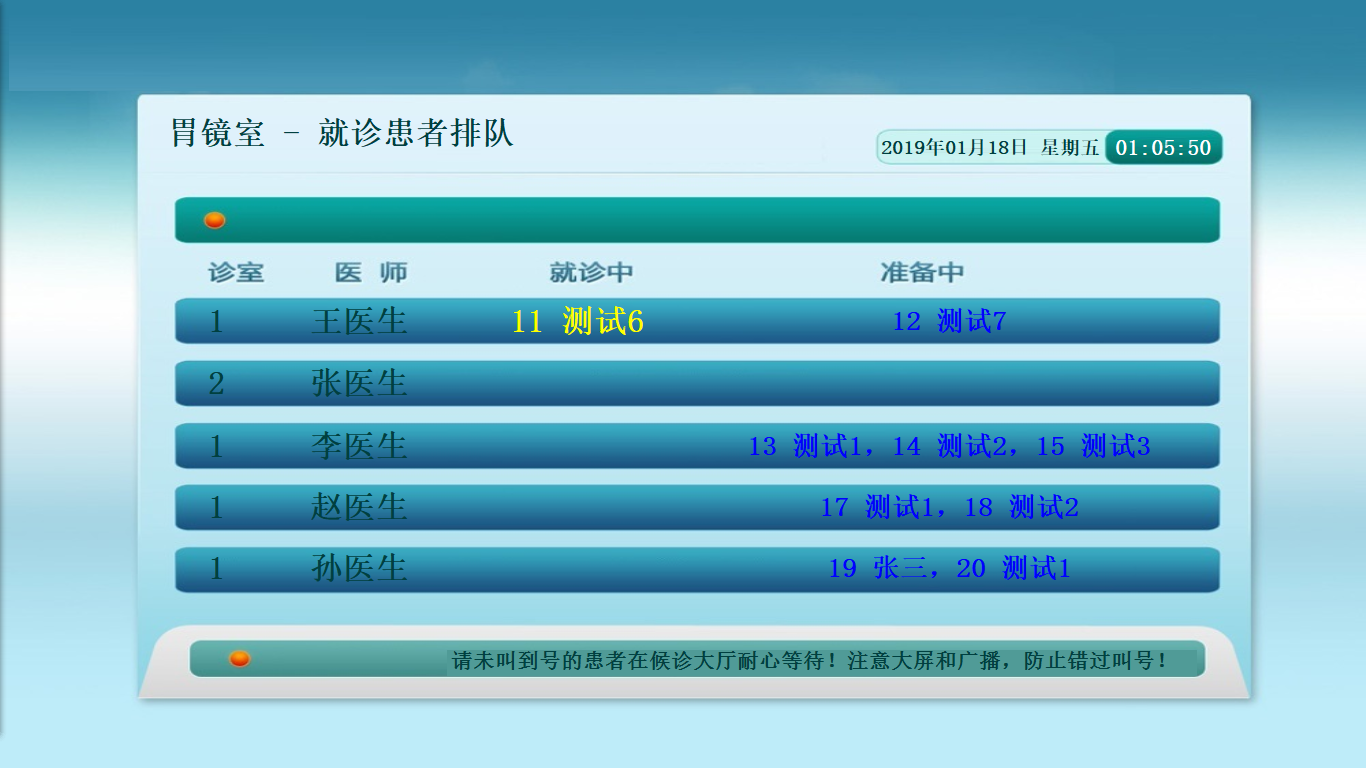 胃镜室 - 就诊患者排队
2019年01月18日 星期五 01:05:50
诊室 医 师 就诊中 准备中
1 王医生 11 测试6 12 测试7
2 张医生
1 李医生 13 测试1，14 测试2，15 测试3
1 赵医生 17 测试1，18 测试2
1 孙医生 19 张三，20 测试1
请未叫到号的患者在候诊大厅耐心等待！注意大屏和广播，防止错过叫号！